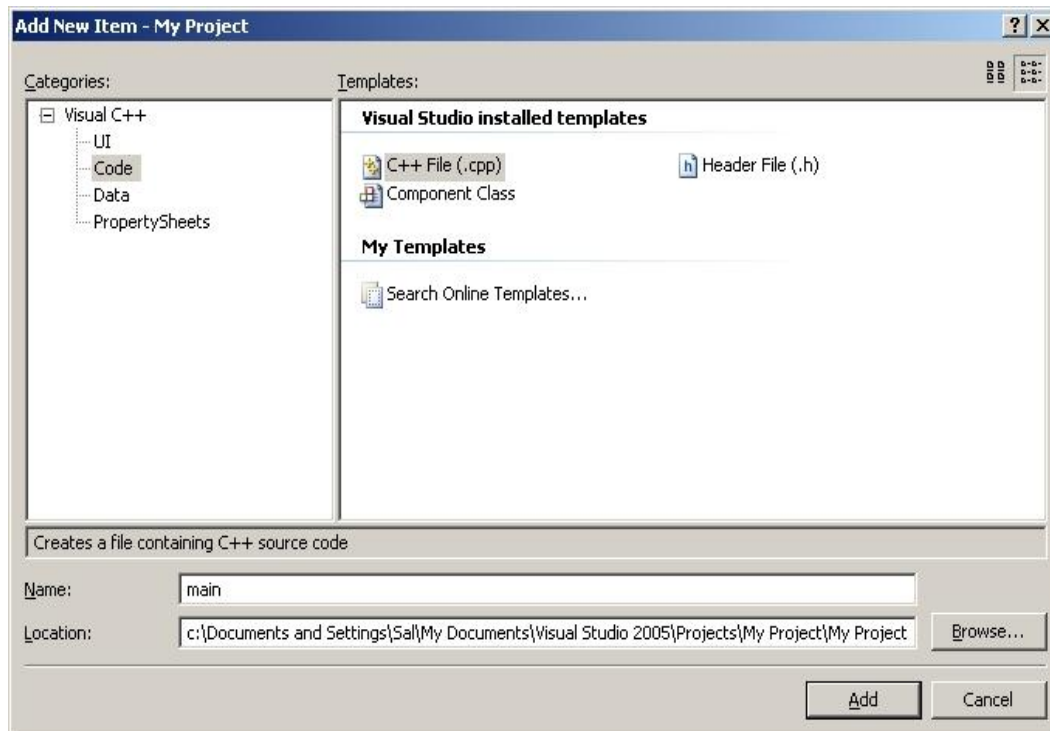 Add New Item - My Project
Categories:
Templates:
Visual C++
UI
Code
Data
PropertySheets
Visual Studio installed templates
C++ File (.cpp)
Header File (.h)
Component Class
My Templates
Search Online Templates...
Creates a file containing C++ source code
Name:
main
Location:
c:\Documents and Settings\Sal\My Documents\Visual Studio 2005\Projects\My Project\My Project
Browse...
Add
Cancel